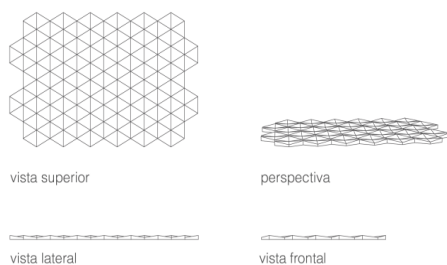 vista superior
perspectiva
vista lateral
vista frontal